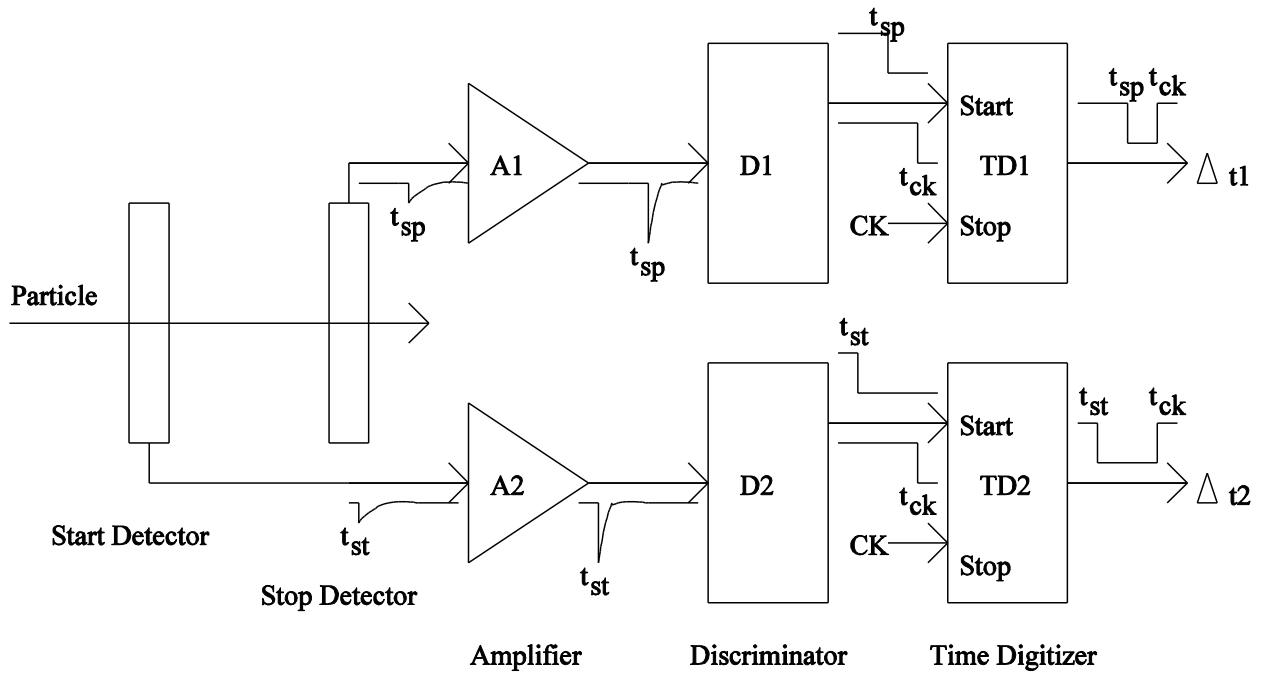 t_sp
t_sp t_ck
Start
A1
D1
TD1
Δ t1
t_sp
t_ck
CK
Stop
t_sp
Particle
t_st
t_st t_ck
Start
A2
D2
TD2
Δ t2
t_ck
Start Detector
t_st
CK
t_st
Stop
Stop Detector
Amplifier
Discriminator
Time Digitizer